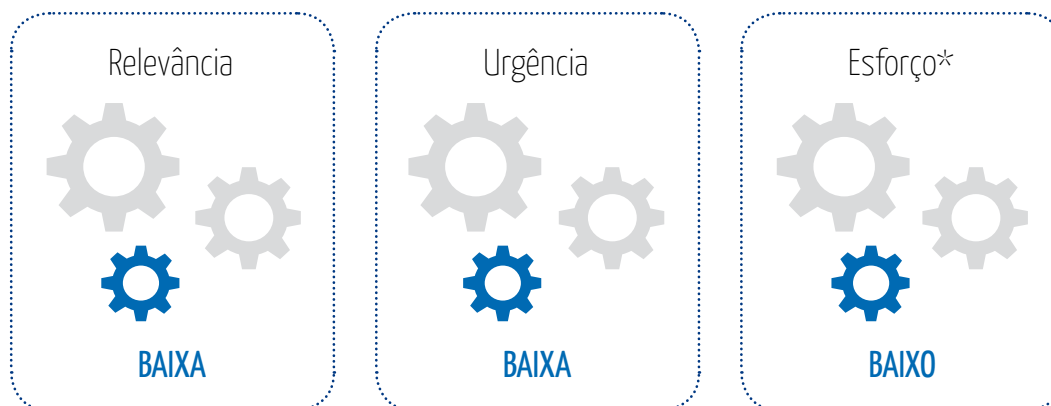 Relevância
Urgência
Esforço*
BAIXA
BAIXA
BAIXO